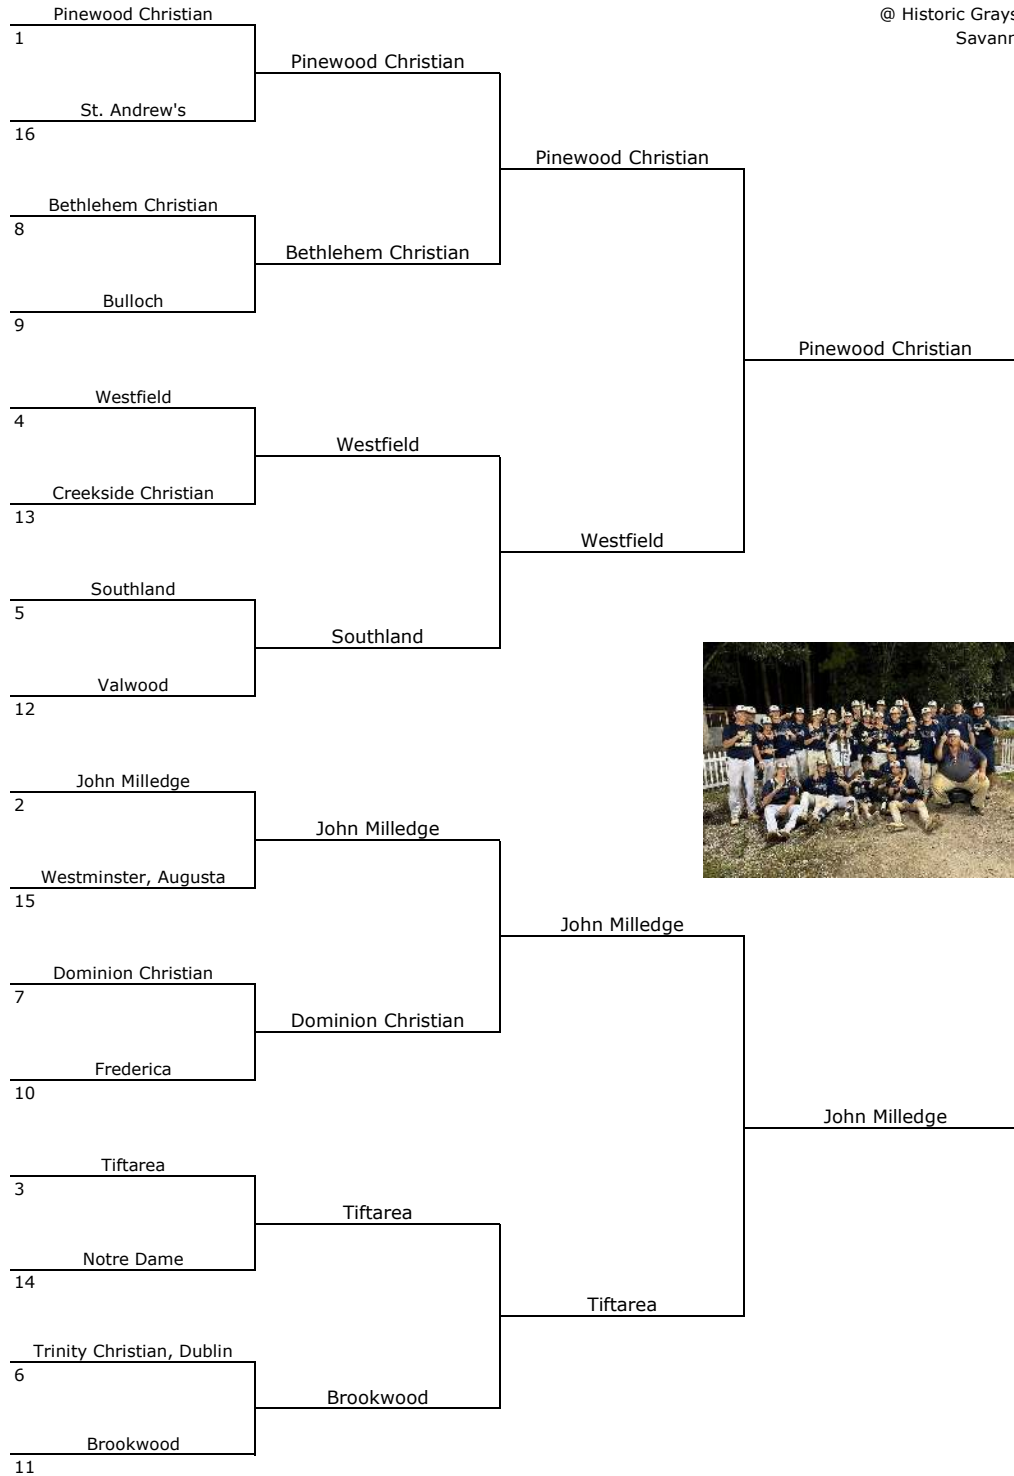 Pinewood Christian
1
@ Historic Grays
Savann
Pinewood Christian
St. Andrew's
16
Pinewood Christian
Bethlehem Christian
8
Bethlehem Christian
Bulloch
9
Pinewood Christian
Westfield
4
Westfield
Creekside Christian
13
Westfield
Southland
5
Southland
Valwood
12
John Milledge
2
John Milledge
Westminster, Augusta
15
John Milledge
Dominion Christian
7
Dominion Christian
Frederica
10
John Milledge
Tiftarea
3
Tiftarea
Notre Dame
14
Tiftarea
Trinity Christian, Dublin
6
Brookwood
Brookwood
11